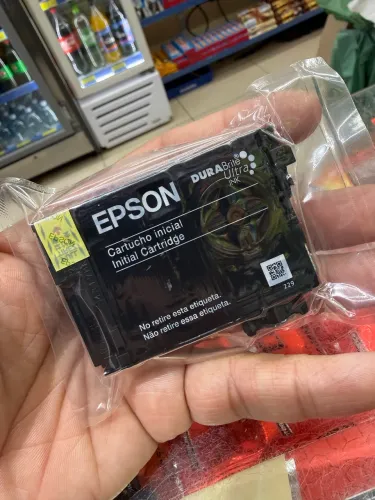 EPSON
DURABrite
Ultra
INK
Cartucho inicial
Initial Cartridge
No retire esta etiqueta.
Não retire essa etiqueta.
229